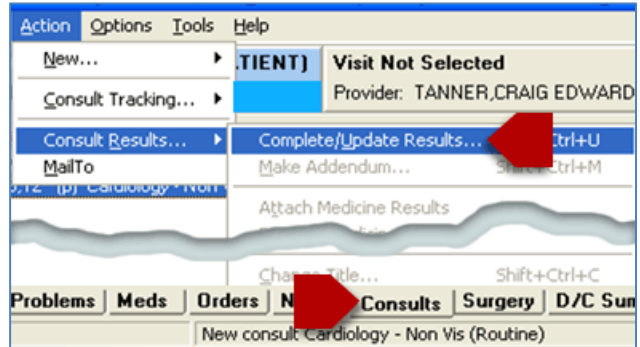 Action Options Tools Help
New...
TIENT) Visit Not Selected
Provider: TANNER,CRAIG EDWARD
Consult Tracking...
Consult Results... Complete/Update Results... Ctrl+U
MailTo Make Addendum... Shift+Ctrl+M
(p) Cardiology - Non
Attach Medicine Results
Change Title... Shift+Ctrl+C
Problems Meds Orders N Consults Surgery D/C Sum
New consult Cardiology - Non Vis (Routine)